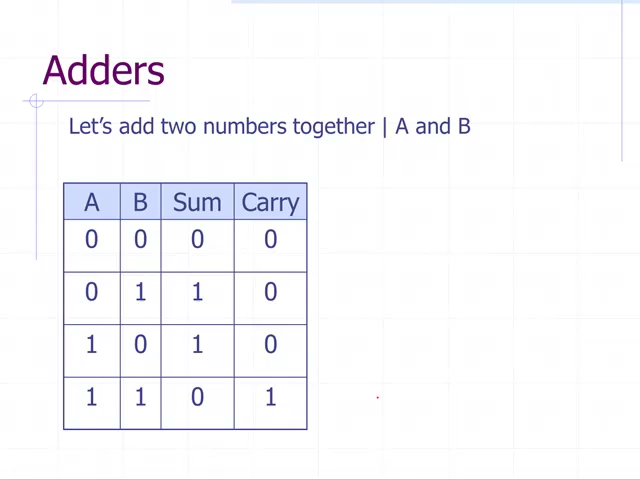 Adders
Let’s add two numbers together | A and B
A B Sum Carry
0 0 0 0
0 1 1 0
1 0 1 0
1 1 0 1